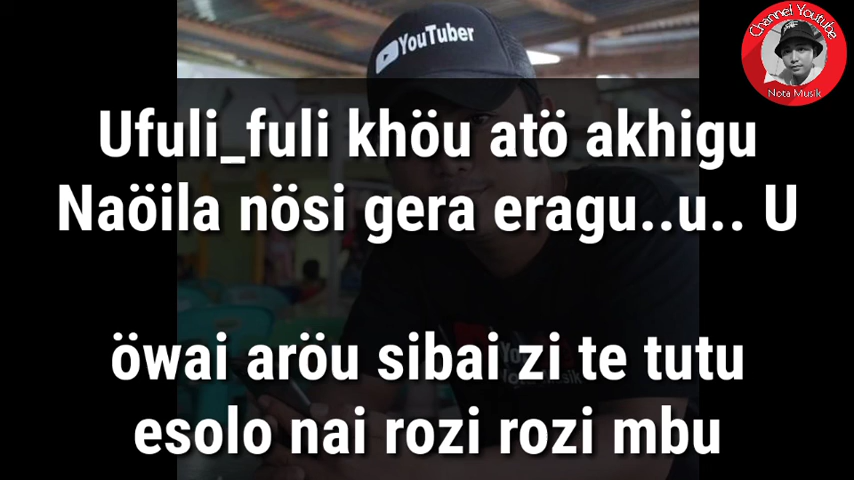 Channel Youtube
Nota Musik
YouTuber
Ufuli_fuli khöu atö akhigu
Naöila nösi gera eragu..u.. U
öwai aröu sibai zi te tutu
esolo nai rozi rozi mbu